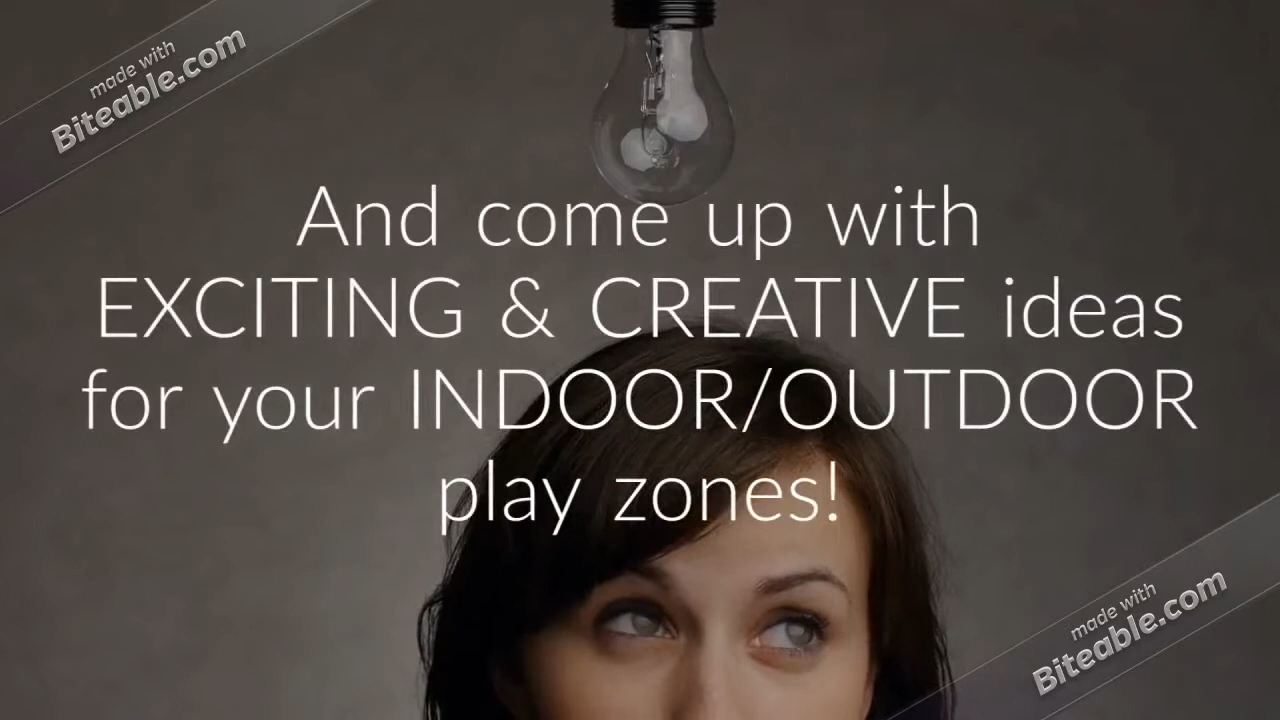 made with
Biteable.com
And come up with
EXCITING & CREATIVE ideas
for your INDOOR/OUTDOOR
play zones!
made with
Biteable.com